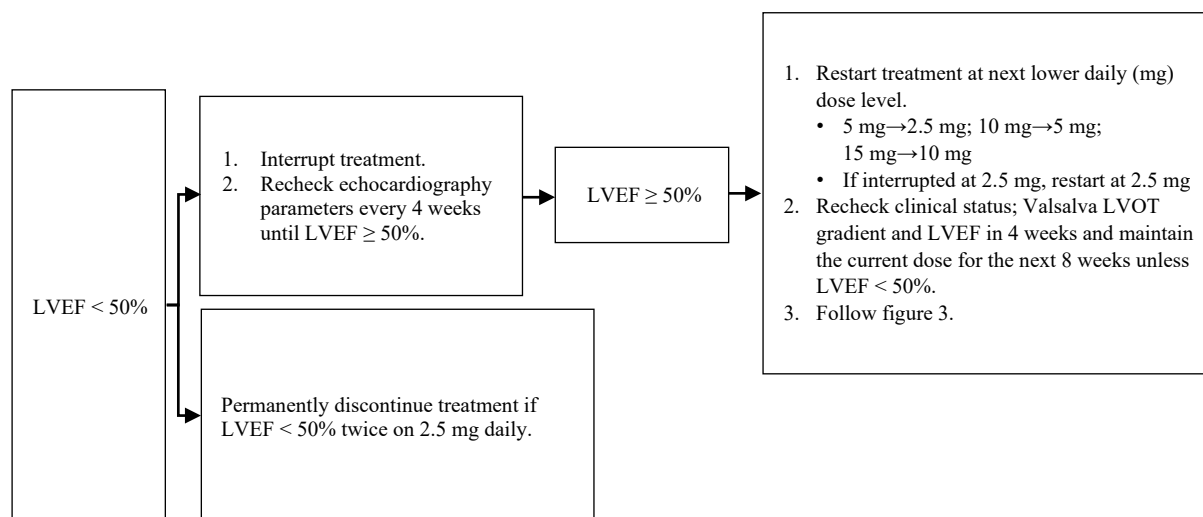 LVEF < 50%
1. Interrupt treatment.
2. Recheck echocardiography
parameters every 4 weeks
until LVEF ≥ 50%.
Permanently discontinue treatment if
LVEF < 50% twice on 2.5 mg daily.
LVEF ≥ 50%
1. Restart treatment at next lower daily (mg)
dose level.
• 5 mg→2.5 mg; 10 mg→5 mg;
15 mg→10 mg
• If interrupted at 2.5 mg, restart at 2.5 mg
2. Recheck clinical status; Valsalva LVOT
gradient and LVEF in 4 weeks and maintain
the current dose for the next 8 weeks unless
LVEF < 50%.
3. Follow figure 3.